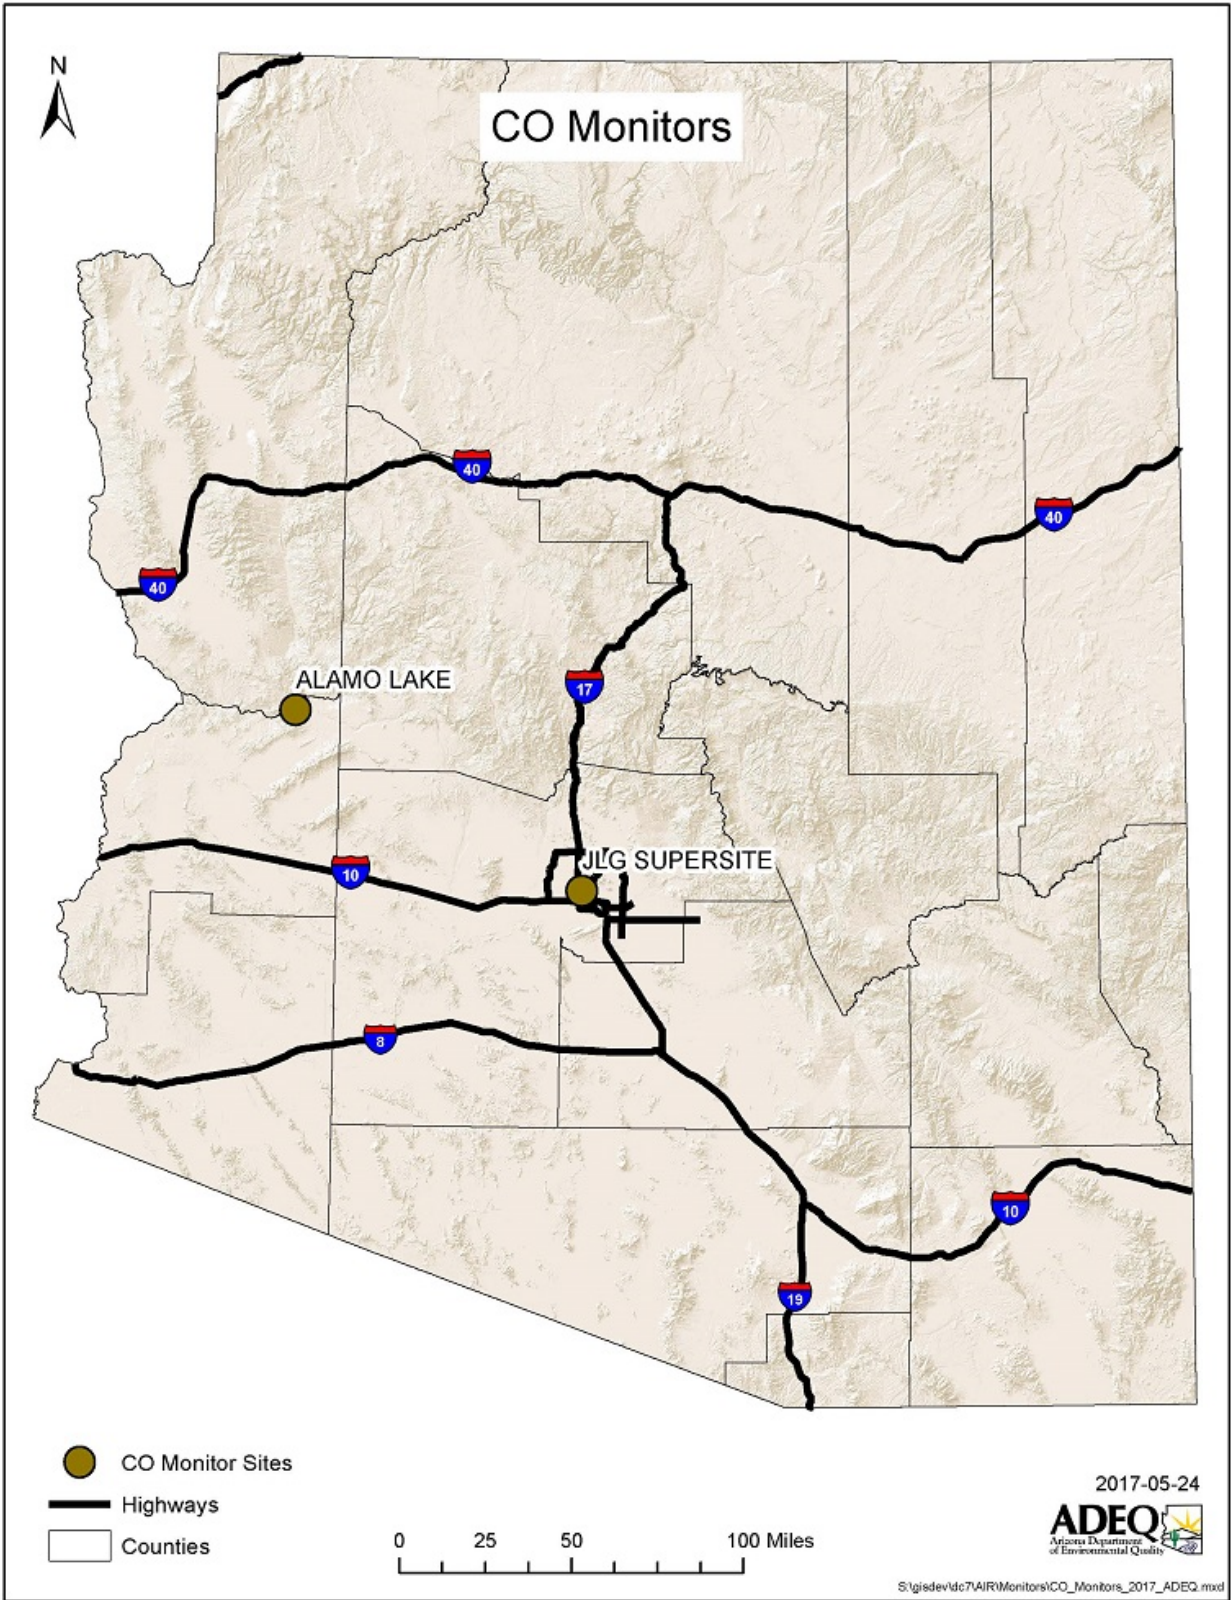 N
CO Monitors
40
40
40
ALAMO LAKE
17
JLG SUPERSITE
10
8
10
19
CO Monitor Sites
Highways
Counties
0 25 50 100 Miles
2017-05-24
ADEQ
Arizona Department
of Environmental Quality
S:\gisdev\dc7\AIR\Monitors\CO_Monitors_2017_ADEQ.mxd